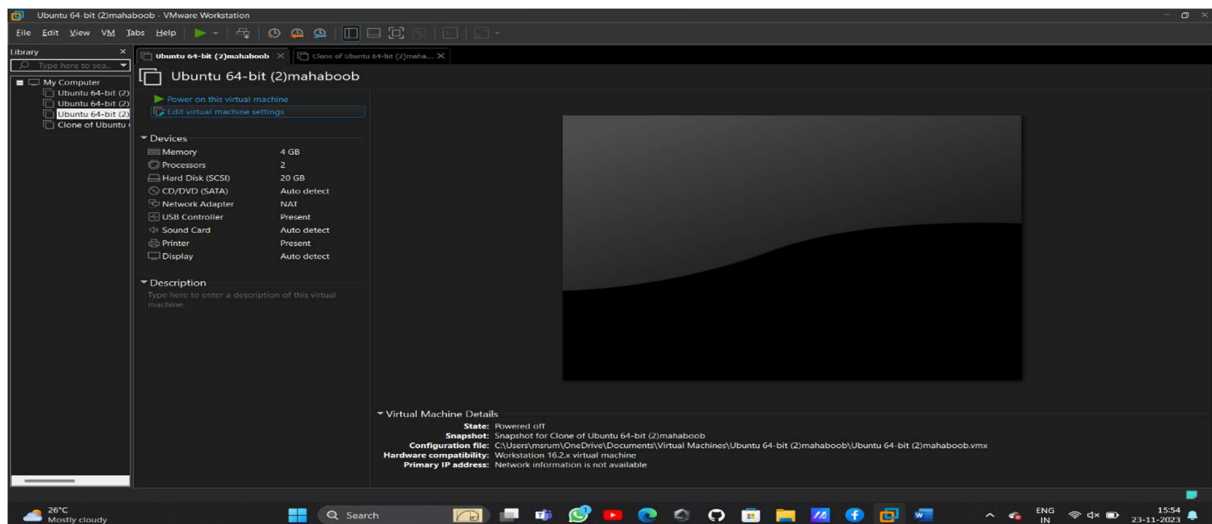 Ubuntu 64-bit (2)mahaboob - VMware Workstation
File Edit View VM Tabs Help
Library
Type here to sea...
My Computer
Ubuntu 64-bit (2)
Ubuntu 64-bit (2)
Ubuntu 64-bit (2)
Clone of Ubuntu
Ubuntu 64-bit (2)mahaboob
Clone of Ubuntu 64-bit (2)maha...
Ubuntu 64-bit (2)mahaboob
Power on this virtual machine
Edit virtual machine settings
Devices
Memory 4 GB
Processors 2
Hard Disk (SCSI) 20 GB
CD/DVD (SATA) Auto detect
Network Adapter NAT
USB Controller Present
Sound Card Auto detect
Printer Present
Display Auto detect
Description
Type here to enter a description of this virtual
machine.
Virtual Machine Details
State: Powered off
Snapshot: Snapshot for Clone of Ubuntu 64-bit (2)mahaboob
Configuration file: C:\Users\msrum\OneDrive\Documents\Virtual Machines\Ubuntu 64-bit (2)mahaboob\Ubuntu 64-bit (2)mahaboob.vmx
Hardware compatibility: Workstation 16.2.x virtual machine
Primary IP address: Network information is not available
26°C
Mostly cloudy
Search
ENG
IN
15:54
23-11-2023